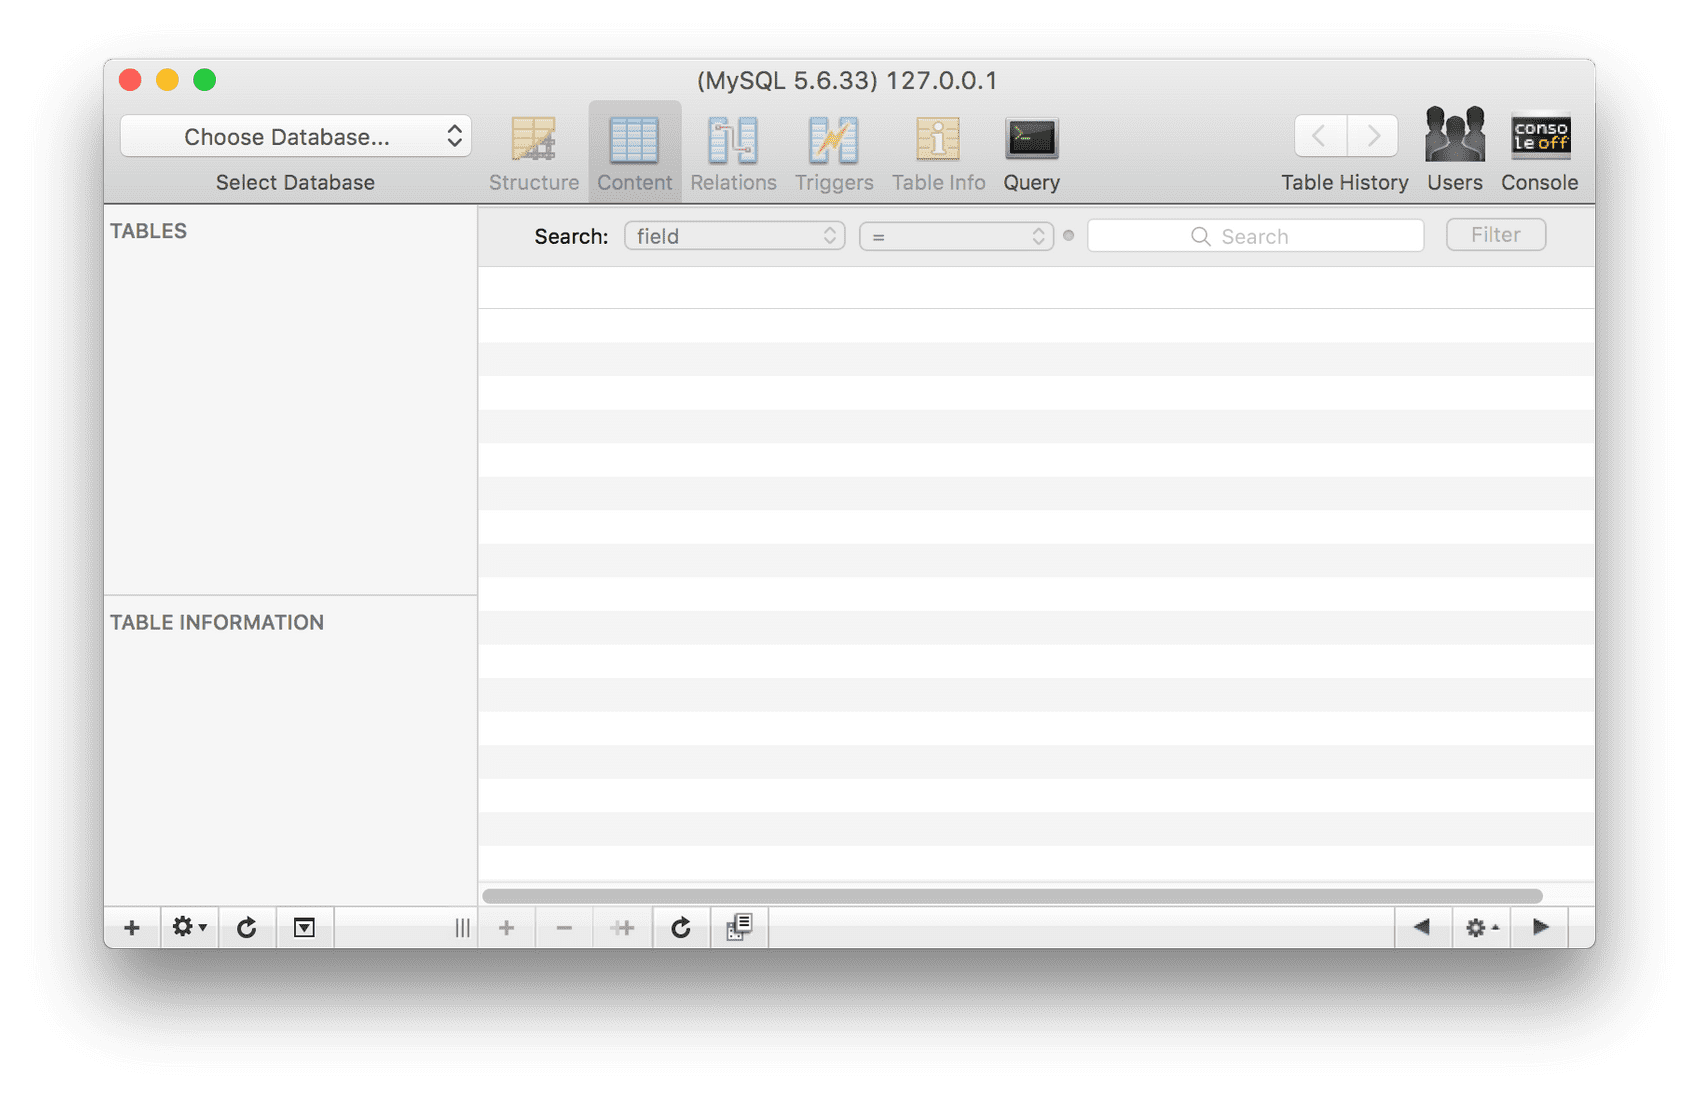 (MySQL 5.6.33) 127.0.0.1
Choose Database...
Select Database
Structure
Content
Relations
Triggers
Table Info
Query
Table History
Users
conso
le off
Console
TABLES
Search:
field
=
Search
Filter
TABLE INFORMATION